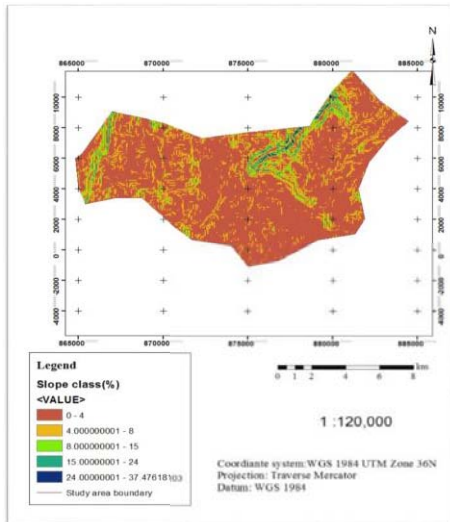 N
865000 870000 875000 880000 885000
10000 10000
8000 8000
6000 6000
4000 4000
2000 2000
0 0
-2000 -2000
-4000 -4000
865000 870000 875000 880000 885000
Legend
Slope class(%)
<VALUE>
0 - 4
4.000000001 - 8
8.000000001 - 15
15.00000001 - 24
24.00000001 - 37.47618103
Study area boundary
km
0 1 2 4 6 8
1 :120,000
Coordiante system:WGS 1984 UTM Zone 36N
Projection: Traverse Mercator
Datum: WGS 1984